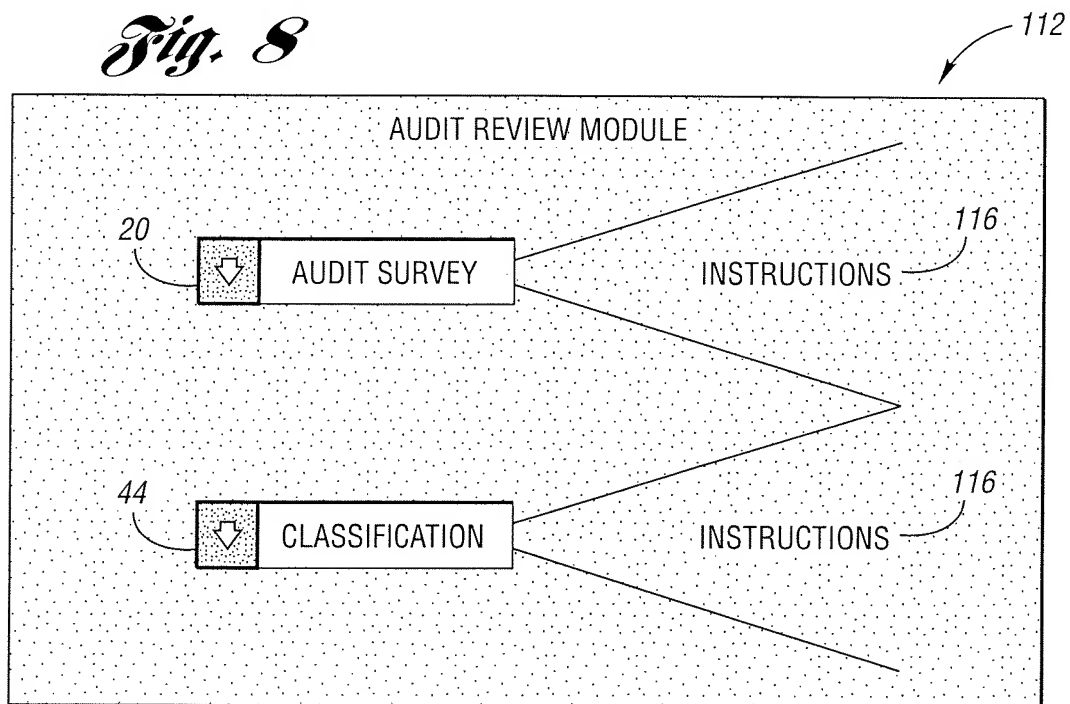 Fig. 8
112
AUDIT REVIEW MODULE
20
AUDIT SURVEY
INSTRUCTIONS
116
44
CLASSIFICATION
INSTRUCTIONS
116